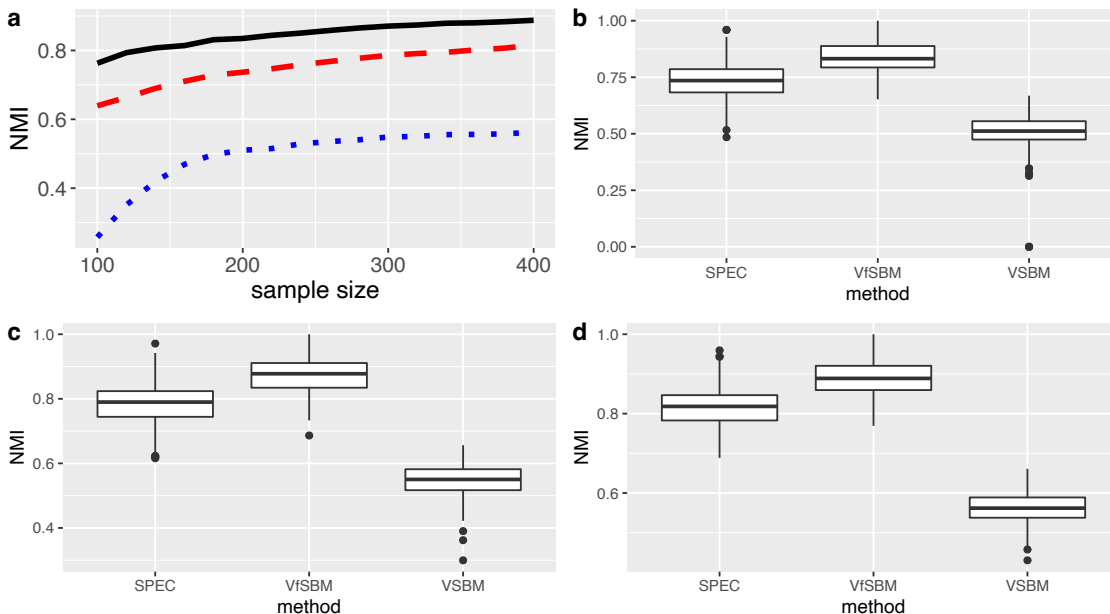 a
NMI
0.8
0.6
0.4
100 200 300 400
sample size
b
NMI
1.00
0.75
0.50
0.25
0.00
SPEC VfSBM VSBM
method
c
NMI
1.0
0.8
0.6
0.4
SPEC VfSBM VSBM
method
d
NMI
1.0
0.8
0.6
SPEC VfSBM VSBM
method